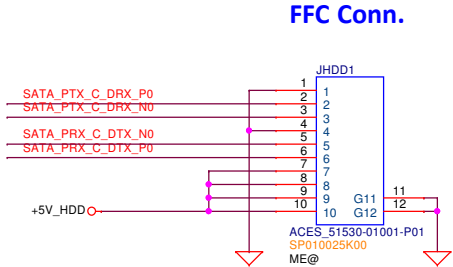 FFC Conn.
JHDD1
1 1
SATA_PTX_C_DRX_P0 2 2
SATA_PTX_C_DRX_N0 3 3
4 4
SATA_PRX_C_DTX_N0 5 5
SATA_PRX_C_DTX_P0 6 6
7 7
8 8
9 9 G11 11
+5V_HDD 10 10 G12 12
ACES_51530-01001-P01
SP010025K00
ME@